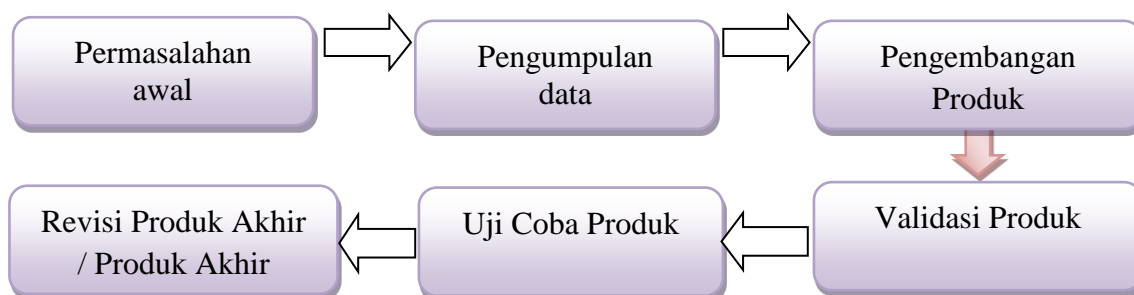 Permasalahan
awal
Pengumpulan
data
Pengembangan
Produk
Validasi Produk
Uji Coba Produk
Revisi Produk Akhir
/ Produk Akhir